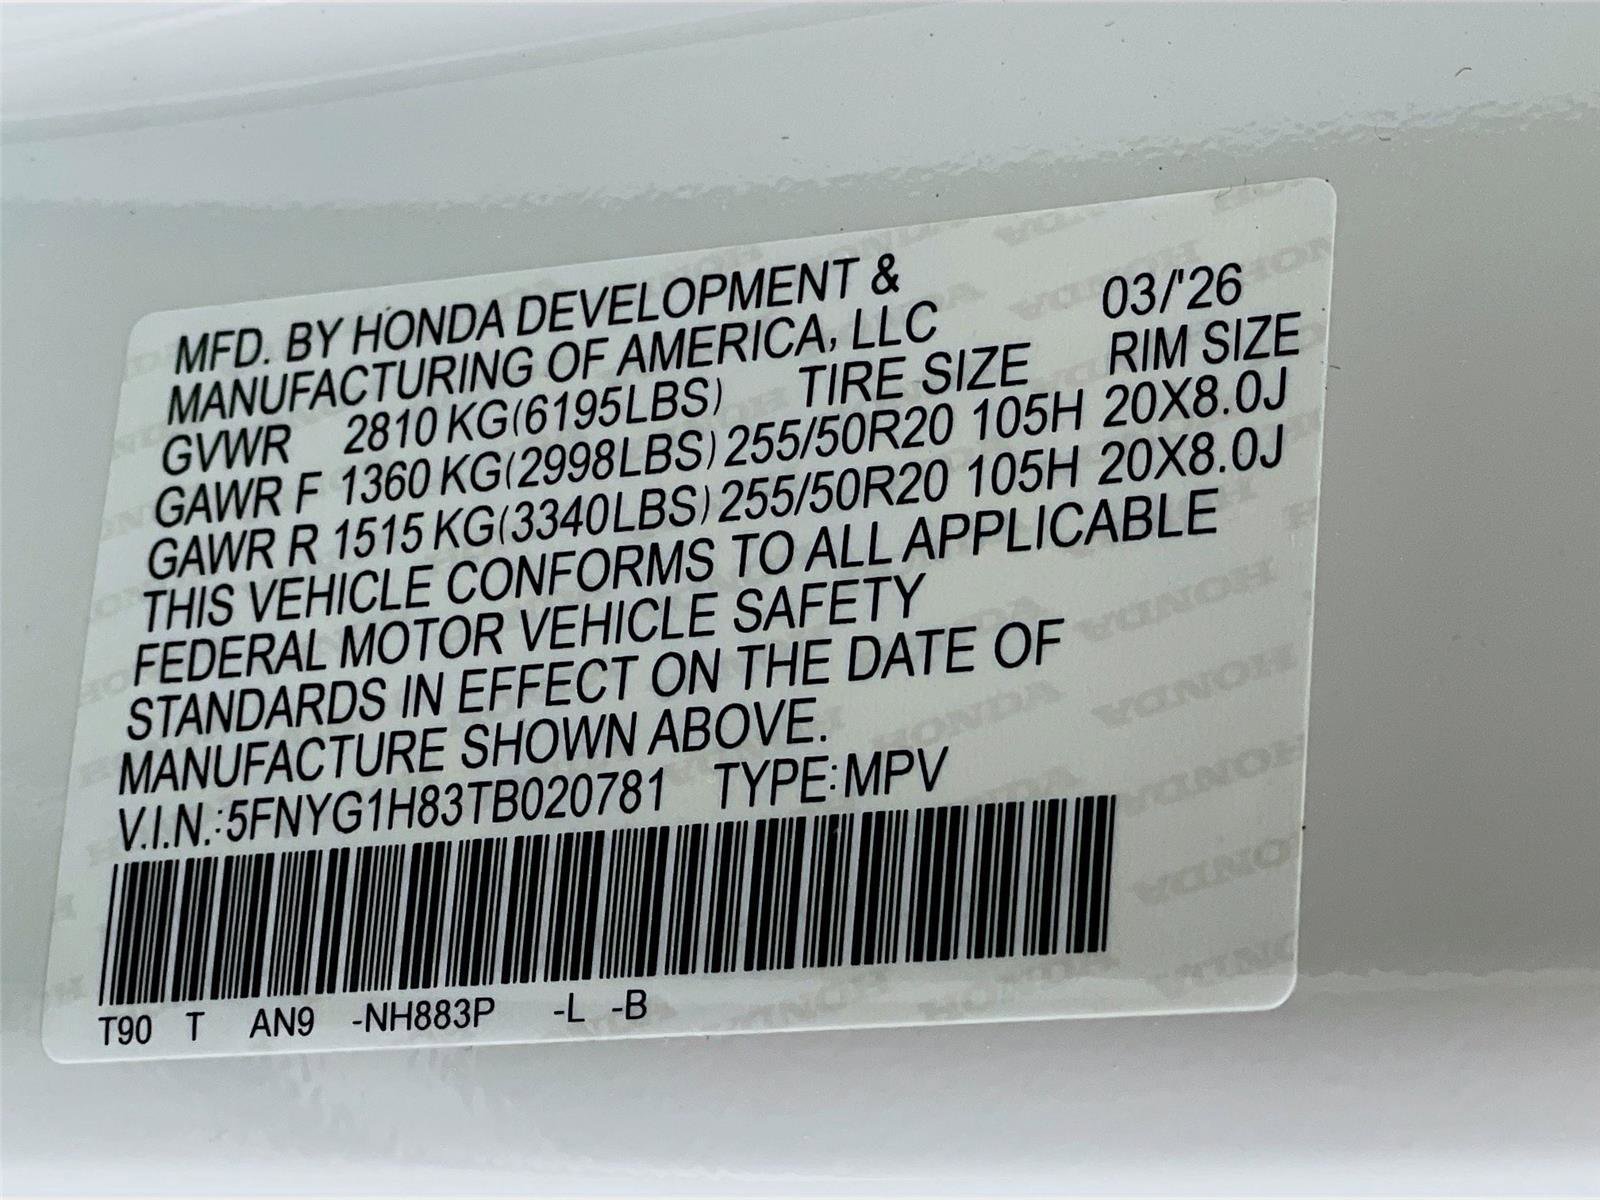 MFD. BY HONDA DEVELOPMENT &
MANUFACTURING OF AMERICA, LLC 03/'26
GVWR 2810 KG(6195LBS) TIRE SIZE RIM SIZE
GAWR F 1360 KG(2998LBS) 255/50R20 105H 20X8.0J
GAWR R 1515 KG(3340LBS) 255/50R20 105H 20X8.0J
THIS VEHICLE CONFORMS TO ALL APPLICABLE
FEDERAL MOTOR VEHICLE SAFETY
STANDARDS IN EFFECT ON THE DATE OF
MANUFACTURE SHOWN ABOVE.
V.I.N.:5FNYG1H83TB020781 TYPE:MPV
T90 T AN9 -NH883P -L -B